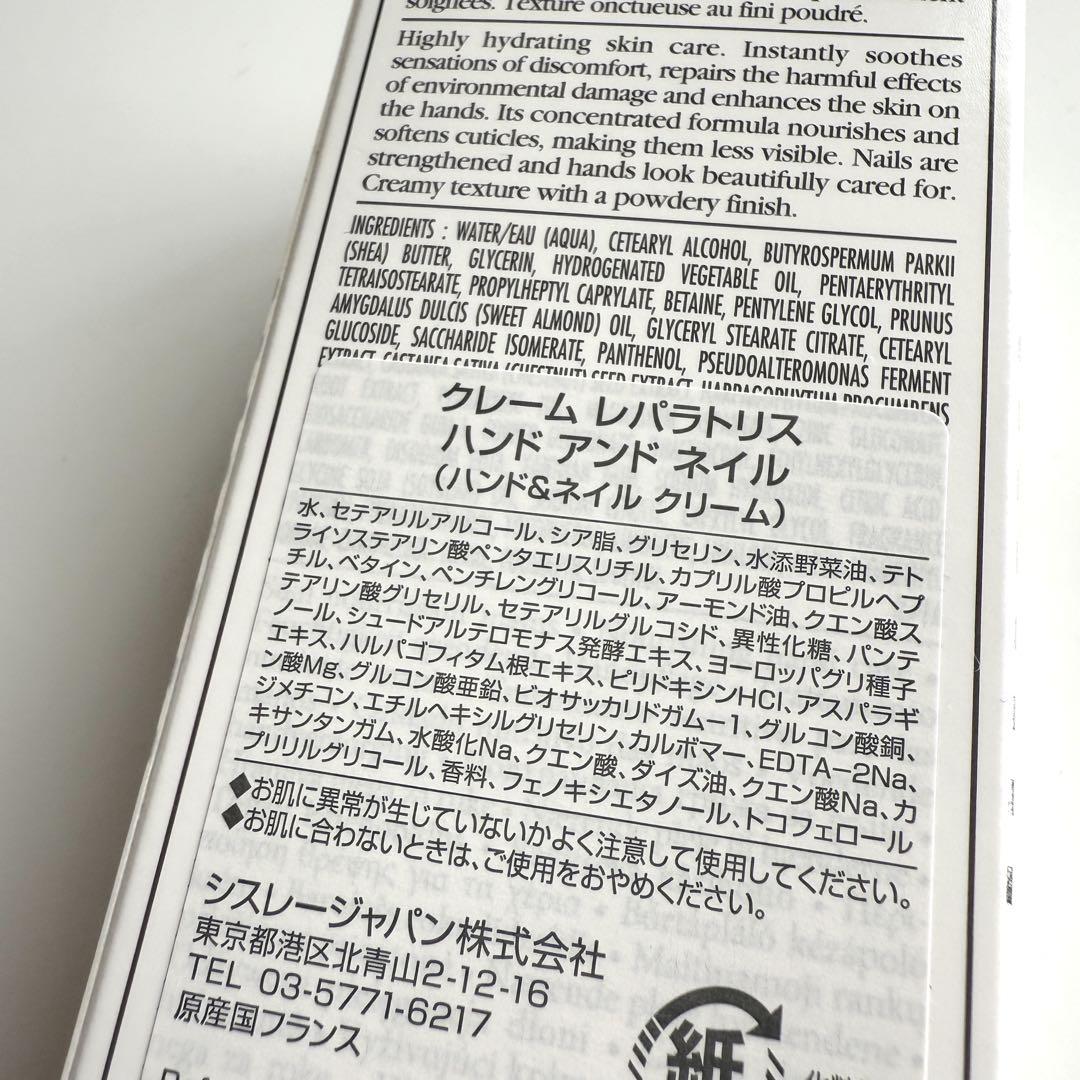 soignées. Texture onctueuse au fini poudré.
Highly hydrating skin care. Instantly soothes
sensations of discomfort, repairs the harmful effects
of environmental damage and enhances the skin on
the hands. Its concentrated formula nourishes and
softens cuticles, making them less visible. Nails are
strengthened and hands look beautifully cared for.
Creamy texture with a powdery finish.
INGREDIENTS : WATER/EAU (AQUA), CETEARYL ALCOHOL, BUTYROSPERMUM PARKII
(SHEA) BUTTER, GLYCERIN, HYDROGENATED VEGETABLE OIL, PENTAERYTHRITYL
TETRAISOSTEARATE, PROPYLHEPTYL CAPRYLATE, BETAINE, PENTYLENE GLYCOL, PRUNUS
AMYGDALUS DULCIS (SWEET ALMOND) OIL, GLYCERYL STEARATE CITRATE, CETEARYL
GLUCOSIDE, SACCHARIDE ISOMERATE, PANTHENOL, PSEUDOALTEROMONAS FERMENT
EXTRACT, CASTANEA SATIVA (CHESTNUT) SEED EXTRACT, HARPAGOPHYTUM PROCUMBENS
クレーム レパラトリス
ハンド アンド ネイル
(ハンド&ネイル クリーム)
水、セテアリルアルコール、シア脂、グリセリン、水添野菜油、テト
ライソステアリン酸ペンタエリスリチル、カプリル酸プロピルヘプ
チル、ベタイン、ペンチレングリコール、アーモンド油、クエン酸ス
テアリン酸グリセリル、セテアリルグルコシド、異性化糖、パンテ
ノール、シュードアルテロモナス発酵エキス、ヨーロッパグリ種子
エキス、ハルパゴフィタム根エキス、ピリドキシンHCl、アスパラギ
ン酸Mg、グルコン酸亜鉛、ビオサッカリドガム-1、グルコン酸銅、
ジメチコン、エチルヘキシルグリセリン、カルボマー、EDTA-2Na、
キサンタンガム、水酸化Na、クエン酸、ダイズ油、クエン酸Na、カ
プリリルグリコール、香料、フェノキシエタノール、トコフェロール
◆お肌に異常が生じていないかよく注意して使用してください。
◆お肌に合わないときは、ご使用をおやめください。
シスレージャパン株式会社
東京都港区北青山2-12-16
TEL 03-5771-6217
原産国フランス
紙